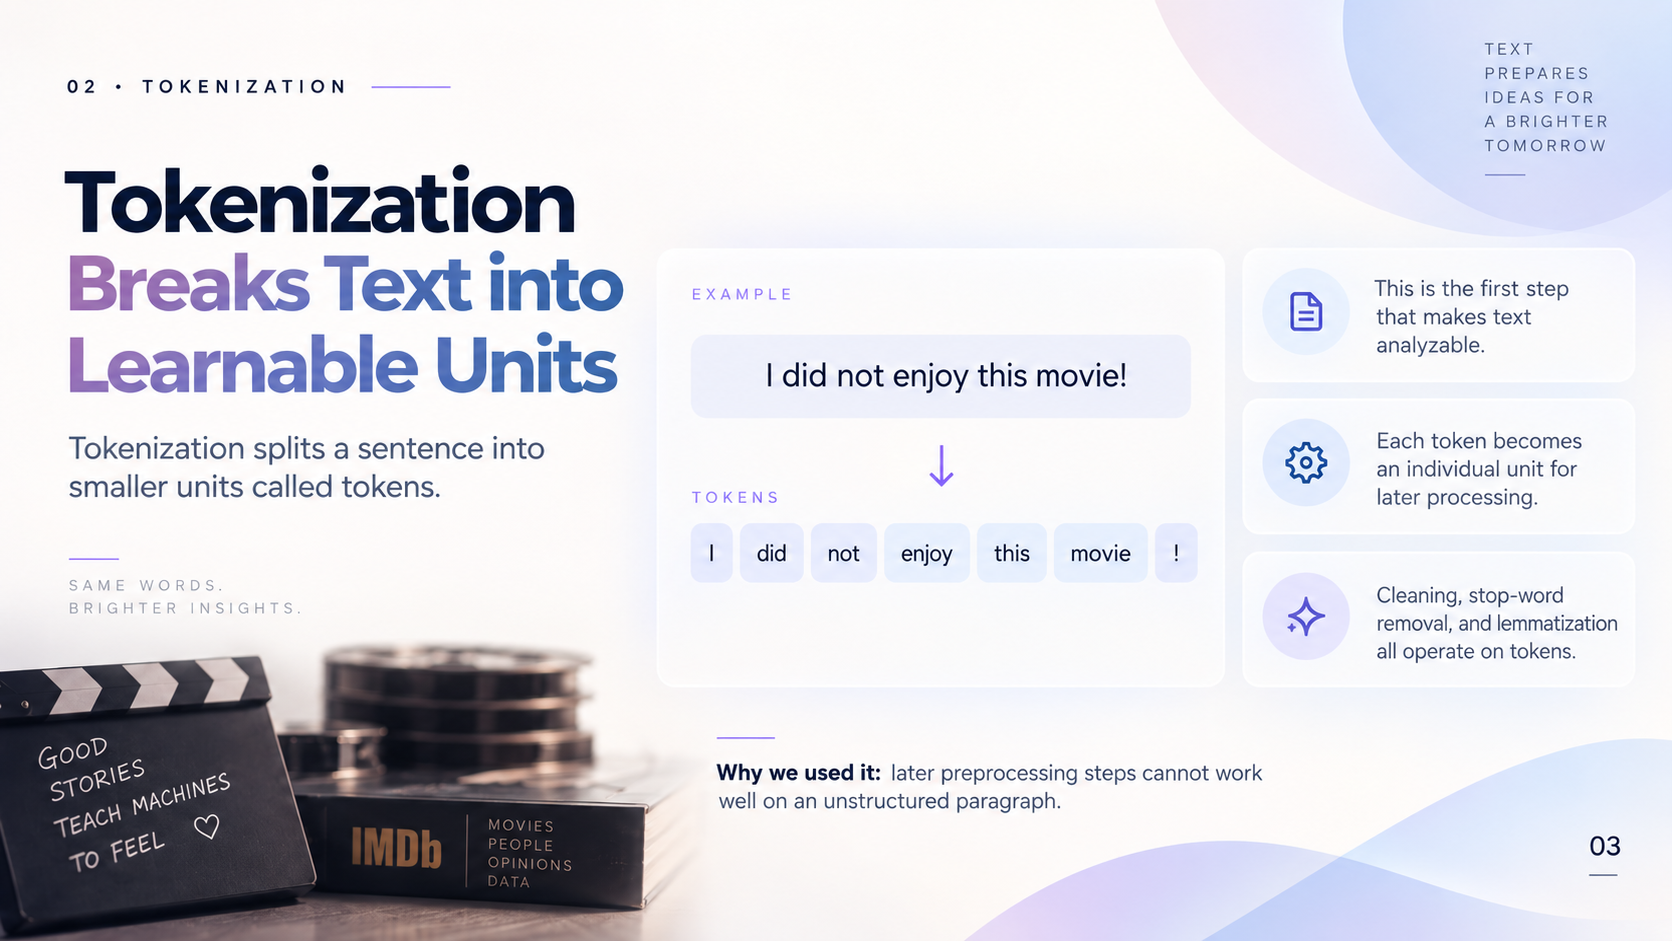 02 • TOKENIZATION
TEXT
PREPARES
IDEAS FOR
A BRIGHTER
TOMORROW
Tokenization
Breaks Text into
Learnable Units
Tokenization splits a sentence into
smaller units called tokens.
SAME WORDS.
BRIGHTER INSIGHTS.
EXAMPLE
I did not enjoy this movie!
TOKENS
I did not enjoy this movie !
This is the first step
that makes text
analyzable.
Each token becomes
an individual unit for
later processing.
Cleaning, stop-word
removal, and lemmatization
all operate on tokens.
Why we used it: later preprocessing steps cannot work
well on an unstructured paragraph.
GOOD
STORIES
TEACH MACHINES
TO FEEL ♡
IMDb
MOVIES
PEOPLE
OPINIONS
DATA
03